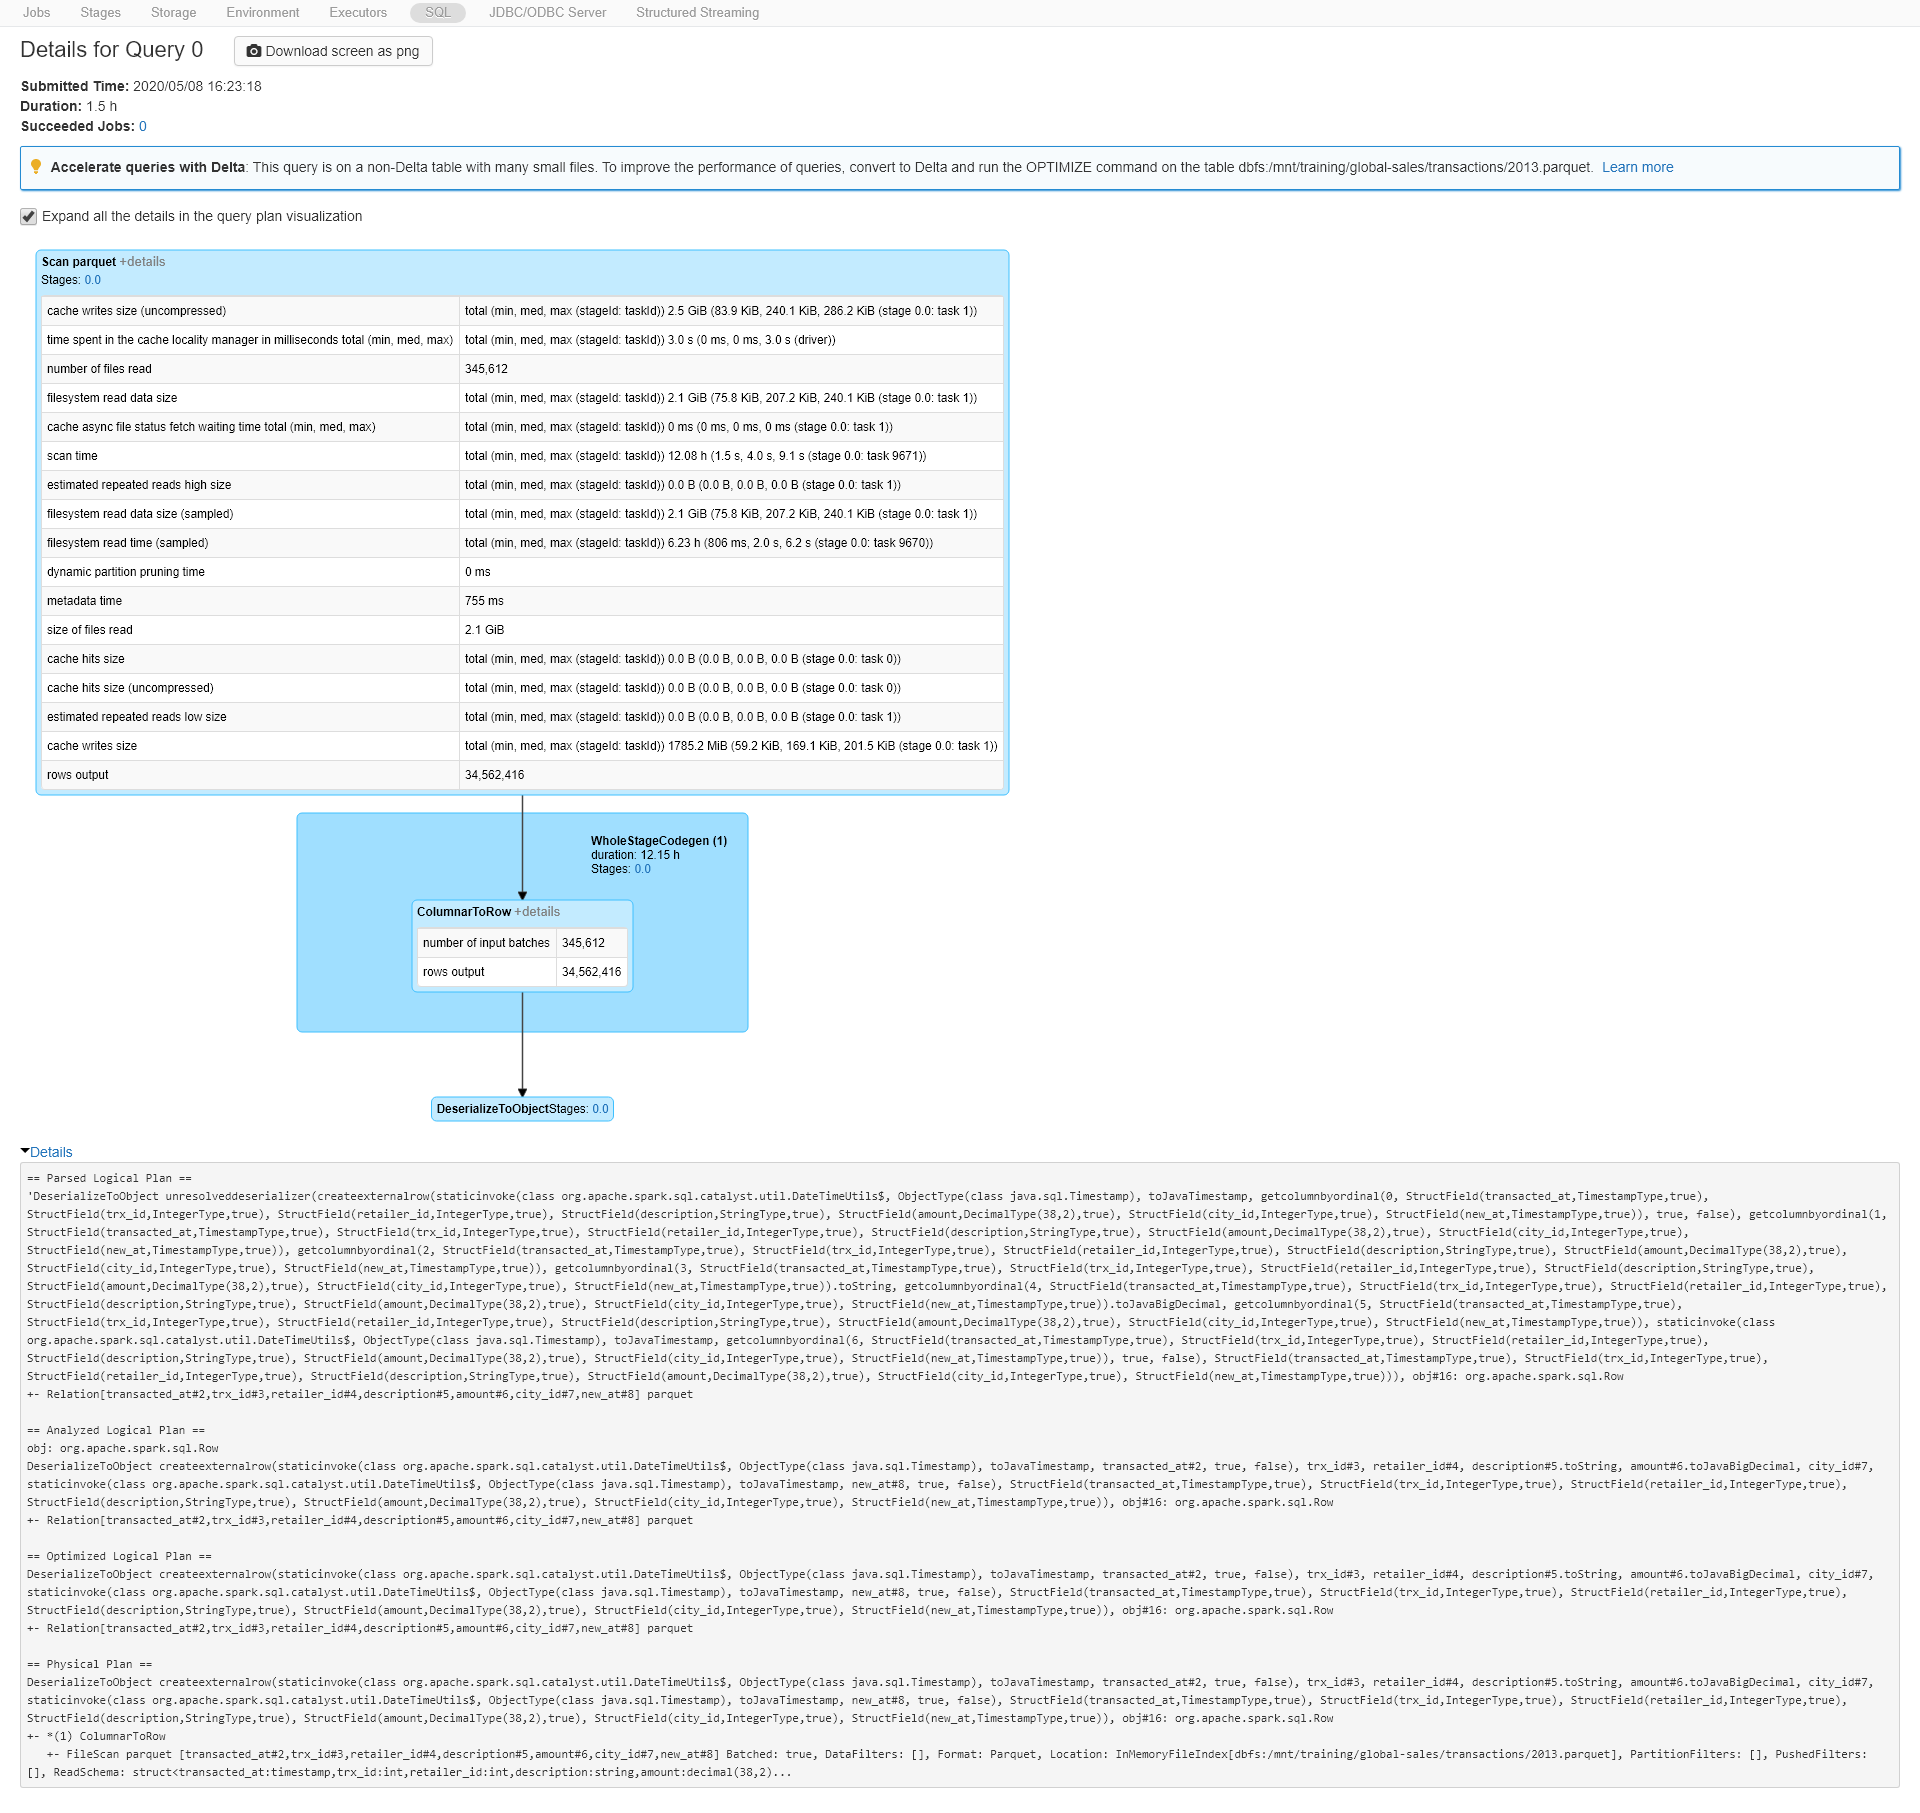 Jobs Stages Storage Environment Executors SQL JDBC/ODBC Server Structured Streaming
Details for Query 0 Download screen as png
Submitted Time: 2020/05/08 16:23:18
Duration: 1.5 h
Succeeded Jobs: 0
Accelerate queries with Delta: This query is on a non-Delta table with many small files. To improve the performance of queries, convert to Delta and run the OPTIMIZE command on the table dbfs:/mnt/training/global-sales/transactions/2013.parquet. Learn more
Expand all the details in the query plan visualization
Scan parquet +details
Stages: 0.0
cache writes size (uncompressed) total (min, med, max (stageId: taskId)) 2.5 GiB (83.9 KiB, 240.1 KiB, 286.2 KiB (stage 0.0: task 1))
time spent in the cache locality manager in milliseconds total (min, med, max) total (min, med, max (stageId: taskId)) 3.0 s (0 ms, 0 ms, 3.0 s (driver))
number of files read 345,612
filesystem read data size total (min, med, max (stageId: taskId)) 2.1 GiB (75.8 KiB, 207.2 KiB, 240.1 KiB (stage 0.0: task 1))
cache async file status fetch waiting time total (min, med, max) total (min, med, max (stageId: taskId)) 0 ms (0 ms, 0 ms, 0 ms (stage 0.0: task 1))
scan time total (min, med, max (stageId: taskId)) 12.08 h (1.5 s, 4.0 s, 9.1 s (stage 0.0: task 9671))
estimated repeated reads high size total (min, med, max (stageId: taskId)) 0.0 B (0.0 B, 0.0 B, 0.0 B (stage 0.0: task 1))
filesystem read data size (sampled) total (min, med, max (stageId: taskId)) 2.1 GiB (75.8 KiB, 207.2 KiB, 240.1 KiB (stage 0.0: task 1))
filesystem read time (sampled) total (min, med, max (stageId: taskId)) 6.23 h (806 ms, 2.0 s, 6.2 s (stage 0.0: task 9670))
dynamic partition pruning time 0 ms
metadata time 755 ms
size of files read 2.1 GiB
cache hits size total (min, med, max (stageId: taskId)) 0.0 B (0.0 B, 0.0 B, 0.0 B (stage 0.0: task 0))
cache hits size (uncompressed) total (min, med, max (stageId: taskId)) 0.0 B (0.0 B, 0.0 B, 0.0 B (stage 0.0: task 0))
estimated repeated reads low size total (min, med, max (stageId: taskId)) 0.0 B (0.0 B, 0.0 B, 0.0 B (stage 0.0: task 1))
cache writes size total (min, med, max (stageId: taskId)) 1785.2 MiB (59.2 KiB, 169.1 KiB, 201.5 KiB (stage 0.0: task 1))
rows output 34,562,416
WholeStageCodegen (1)
duration: 12.15 h
Stages: 0.0
ColumnarToRow +details
number of input batches 345,612
rows output 34,562,416
DeserializeToObjectStages: 0.0
Details
== Parsed Logical Plan ==
'DeserializeToObject unresolveddeserializer(createexternalrow(staticinvoke(class org.apache.spark.sql.catalyst.util.DateTimeUtils$, ObjectType(class java.sql.Timestamp), toJavaTimestamp, getcolumnbyordinal(0, StructField(transacted_at,TimestampType,true),
StructField(trx_id,IntegerType,true), StructField(retailer_id,IntegerType,true), StructField(description,StringType,true), StructField(amount,DecimalType(38,2),true), StructField(city_id,IntegerType,true), StructField(new_at,TimestampType,true)), true, false), getcolumnbyordinal(1,
StructField(transacted_at,TimestampType,true), StructField(trx_id,IntegerType,true), StructField(retailer_id,IntegerType,true), StructField(description,StringType,true), StructField(amount,DecimalType(38,2),true), StructField(city_id,IntegerType,true),
StructField(new_at,TimestampType,true)), getcolumnbyordinal(2, StructField(transacted_at,TimestampType,true), StructField(trx_id,IntegerType,true), StructField(retailer_id,IntegerType,true), StructField(description,StringType,true), StructField(amount,DecimalType(38,2),true),
StructField(city_id,IntegerType,true), StructField(new_at,TimestampType,true)), getcolumnbyordinal(3, StructField(transacted_at,TimestampType,true), StructField(trx_id,IntegerType,true), StructField(retailer_id,IntegerType,true), StructField(description,StringType,true),
StructField(amount,DecimalType(38,2),true), StructField(city_id,IntegerType,true), StructField(new_at,TimestampType,true)).toString, getcolumnbyordinal(4, StructField(transacted_at,TimestampType,true), StructField(trx_id,IntegerType,true), StructField(retailer_id,IntegerType,true),
StructField(description,StringType,true), StructField(amount,DecimalType(38,2),true), StructField(city_id,IntegerType,true), StructField(new_at,TimestampType,true)).toJavaBigDecimal, getcolumnbyordinal(5, StructField(transacted_at,TimestampType,true),
StructField(trx_id,IntegerType,true), StructField(retailer_id,IntegerType,true), StructField(description,StringType,true), StructField(amount,DecimalType(38,2),true), StructField(city_id,IntegerType,true), StructField(new_at,TimestampType,true)), staticinvoke(class
org.apache.spark.sql.catalyst.util.DateTimeUtils$, ObjectType(class java.sql.Timestamp), toJavaTimestamp, getcolumnbyordinal(6, StructField(transacted_at,TimestampType,true), StructField(trx_id,IntegerType,true), StructField(retailer_id,IntegerType,true),
StructField(description,StringType,true), StructField(amount,DecimalType(38,2),true), StructField(city_id,IntegerType,true), StructField(new_at,TimestampType,true)), true, false), StructField(transacted_at,TimestampType,true), StructField(trx_id,IntegerType,true),
StructField(retailer_id,IntegerType,true), StructField(description,StringType,true), StructField(amount,DecimalType(38,2),true), StructField(city_id,IntegerType,true), StructField(new_at,TimestampType,true))), obj#16: org.apache.spark.sql.Row
+- Relation[transacted_at#2,trx_id#3,retailer_id#4,description#5,amount#6,city_id#7,new_at#8] parquet
== Analyzed Logical Plan ==
obj: org.apache.spark.sql.Row
DeserializeToObject createexternalrow(staticinvoke(class org.apache.spark.sql.catalyst.util.DateTimeUtils$, ObjectType(class java.sql.Timestamp), toJavaTimestamp, transacted_at#2, true, false), trx_id#3, retailer_id#4, description#5.toString, amount#6.toJavaBigDecimal, city_id#7,
staticinvoke(class org.apache.spark.sql.catalyst.util.DateTimeUtils$, ObjectType(class java.sql.Timestamp), toJavaTimestamp, new_at#8, true, false), StructField(transacted_at,TimestampType,true), StructField(trx_id,IntegerType,true), StructField(retailer_id,IntegerType,true),
StructField(description,StringType,true), StructField(amount,DecimalType(38,2),true), StructField(city_id,IntegerType,true), StructField(new_at,TimestampType,true)), obj#16: org.apache.spark.sql.Row
+- Relation[transacted_at#2,trx_id#3,retailer_id#4,description#5,amount#6,city_id#7,new_at#8] parquet
== Optimized Logical Plan ==
DeserializeToObject createexternalrow(staticinvoke(class org.apache.spark.sql.catalyst.util.DateTimeUtils$, ObjectType(class java.sql.Timestamp), toJavaTimestamp, transacted_at#2, true, false), trx_id#3, retailer_id#4, description#5.toString, amount#6.toJavaBigDecimal, city_id#7,
staticinvoke(class org.apache.spark.sql.catalyst.util.DateTimeUtils$, ObjectType(class java.sql.Timestamp), toJavaTimestamp, new_at#8, true, false), StructField(transacted_at,TimestampType,true), StructField(trx_id,IntegerType,true), StructField(retailer_id,IntegerType,true),
StructField(description,StringType,true), StructField(amount,DecimalType(38,2),true), StructField(city_id,IntegerType,true), StructField(new_at,TimestampType,true)), obj#16: org.apache.spark.sql.Row
+- Relation[transacted_at#2,trx_id#3,retailer_id#4,description#5,amount#6,city_id#7,new_at#8] parquet
== Physical Plan ==
DeserializeToObject createexternalrow(staticinvoke(class org.apache.spark.sql.catalyst.util.DateTimeUtils$, ObjectType(class java.sql.Timestamp), toJavaTimestamp, transacted_at#2, true, false), trx_id#3, retailer_id#4, description#5.toString, amount#6.toJavaBigDecimal, city_id#7,
staticinvoke(class org.apache.spark.sql.catalyst.util.DateTimeUtils$, ObjectType(class java.sql.Timestamp), toJavaTimestamp, new_at#8, true, false), StructField(transacted_at,TimestampType,true), StructField(trx_id,IntegerType,true), StructField(retailer_id,IntegerType,true),
StructField(description,StringType,true), StructField(amount,DecimalType(38,2),true), StructField(city_id,IntegerType,true), StructField(new_at,TimestampType,true)), obj#16: org.apache.spark.sql.Row
+- *(1) ColumnarToRow
+- FileScan parquet [transacted_at#2,trx_id#3,retailer_id#4,description#5,amount#6,city_id#7,new_at#8] Batched: true, DataFilters: [], Format: Parquet, Location: InMemoryFileIndex[dbfs:/mnt/training/global-sales/transactions/2013.parquet], PartitionFilters: [], PushedFilters:
[], ReadSchema: struct<transacted_at:timestamp,trx_id:int,retailer_id:int,description:string,amount:decimal(38,2)...